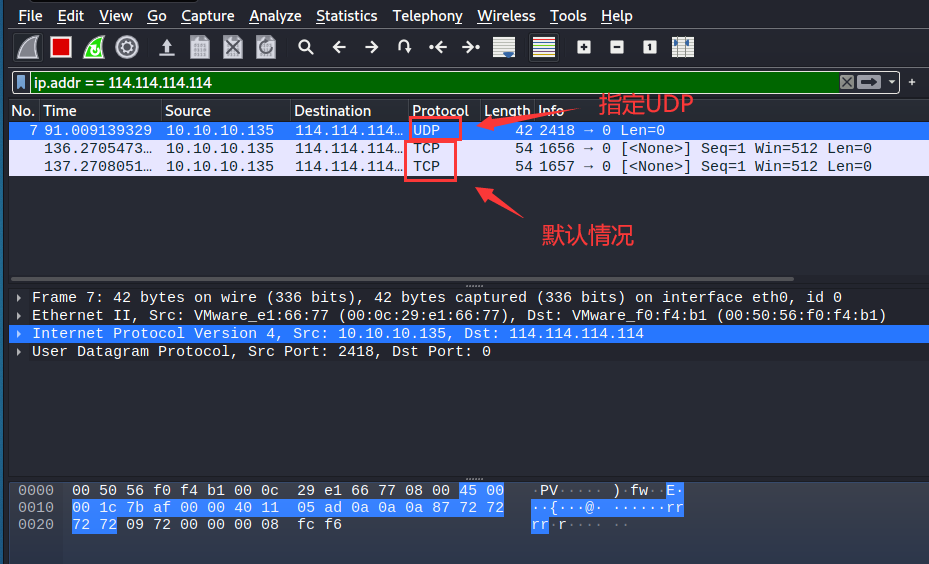 File Edit View Go Capture Analyze Statistics Telephony Wireless Tools Help
ip.addr == 114.114.114.114
No. Time Source Destination Protocol Length Info
指定UDP
7 91.009139329 10.10.10.135 114.114.114… UDP 42 2418 → 0 Len=0
136.2705473… 10.10.10.135 114.114.114… TCP 54 1656 → 0 [<None>] Seq=1 Win=512 Len=0
137.2708051… 10.10.10.135 114.114.114… TCP 54 1657 → 0 [<None>] Seq=1 Win=512 Len=0
默认情况
Frame 7: 42 bytes on wire (336 bits), 42 bytes captured (336 bits) on interface eth0, id 0
Ethernet II, Src: VMware_e1:66:77 (00:0c:29:e1:66:77), Dst: VMware_f0:f4:b1 (00:50:56:f0:f4:b1)
Internet Protocol Version 4, Src: 10.10.10.135, Dst: 114.114.114.114
User Datagram Protocol, Src Port: 2418, Dst Port: 0
0000 00 50 56 f0 f4 b1 00 0c 29 e1 66 77 08 00 45 00 ·PV····· )·fw··E·
0010 00 1c 7b af 00 00 40 11 05 ad 0a 0a 0a 87 72 72 ··{···@· ······rr
0020 72 72 09 72 00 00 00 08 fc f6 rr·r···· ··